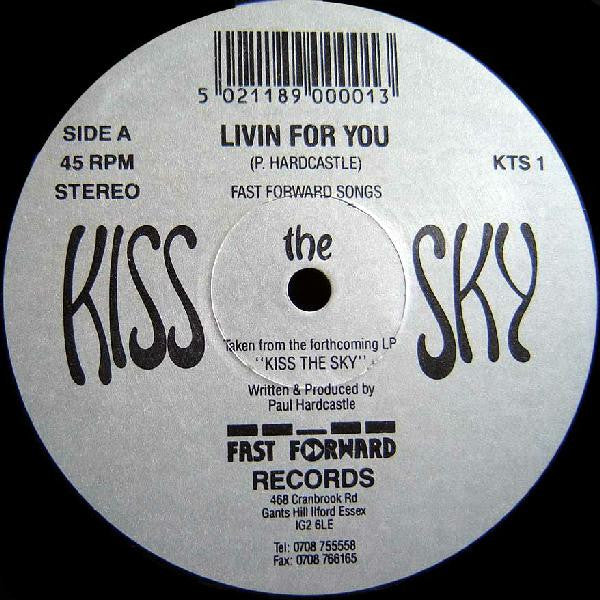 5 021189 000013
SIDE A
LIVIN FOR YOU
45 RPM
(P. HARDCASTLE)
KTS 1
STEREO
FAST FORWARD SONGS
KISS the SKY
Taken from the forthcoming LP
"KISS THE SKY"
Written & Produced by
Paul Hardcastle
FAST FORWARD
RECORDS
468 Cranbrook Rd
Gants Hill Ilford Essex
IG2 6LE
Tel: 0708 755558
Fax: 0708 766165